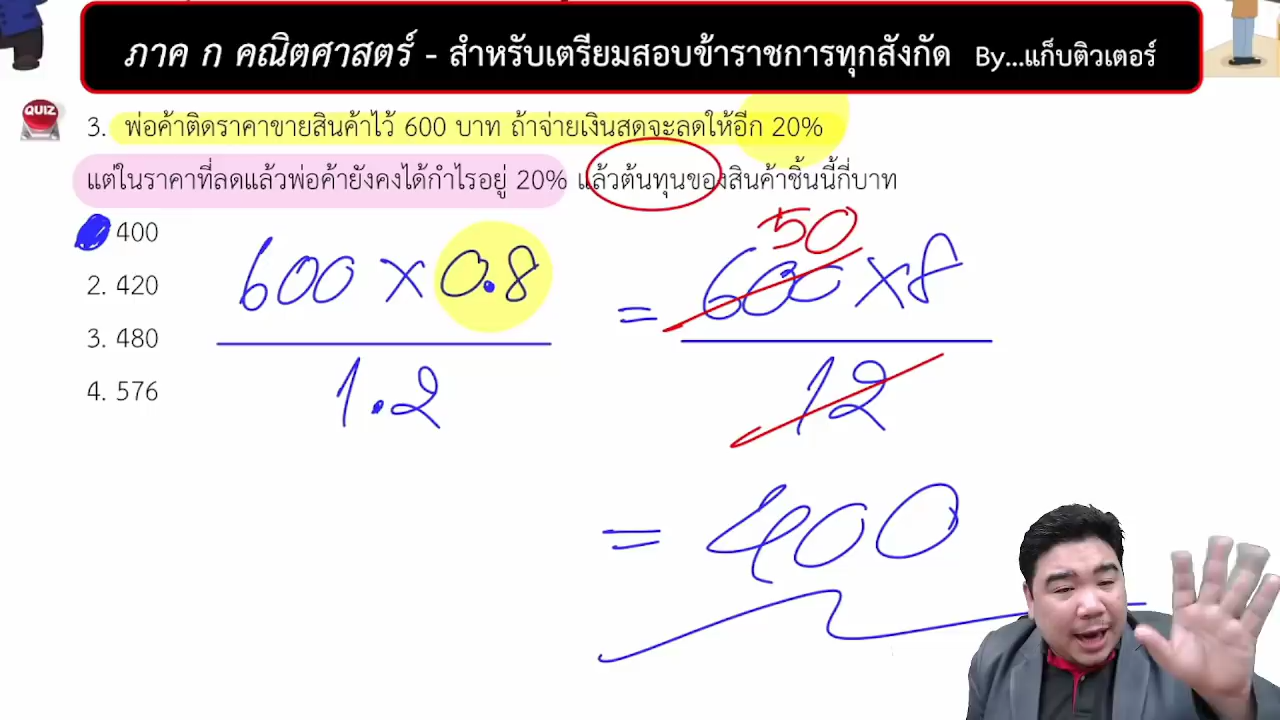 ภาค ก คณิตศาสตร์ - สำหรับเตรียมสอบข้าราชการทุกสังกัด By...แก็บติวเตอร์
QUIZ
3. พ่อค้าติดราคาขายสินค้าไว้ 600 บาท ถ้าจ่ายเงินสดจะลดให้อีก 20%
แต่ในราคาที่ลดแล้วพ่อค้ายังคงได้กำไรอยู่ 20% แล้วต้นทุนของสินค้าชิ้นนี้กี่บาท
400
2. 420
3. 480
4. 576
600 × 0.8
1.2
50
= 600 × 8
12
= 400